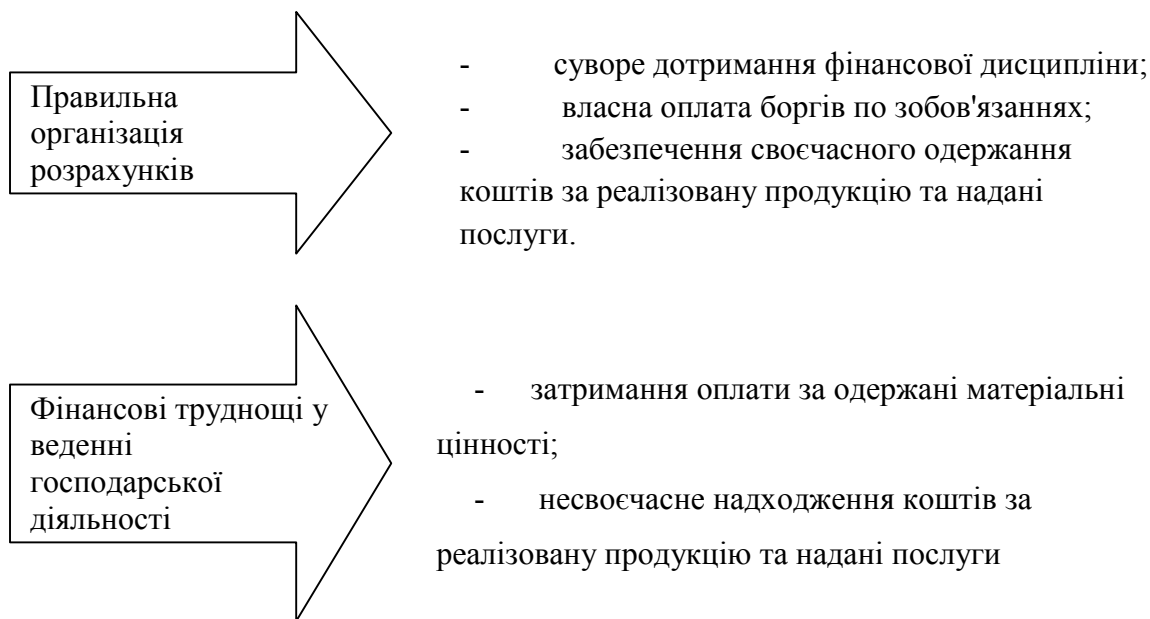 Правильна
організація
розрахунків
- суворе дотримання фінансової дисципліни;
- власна оплата боргів по зобов'язаннях;
- забезпечення своєчасного одержання
коштів за реалізовану продукцію та надані
послуги.
Фінансові труднощі у
веденні
господарської
діяльності
- затримання оплати за одержані матеріальні
цінності;
- несвоєчасне надходження коштів за
реалізовану продукцію та надані послуги